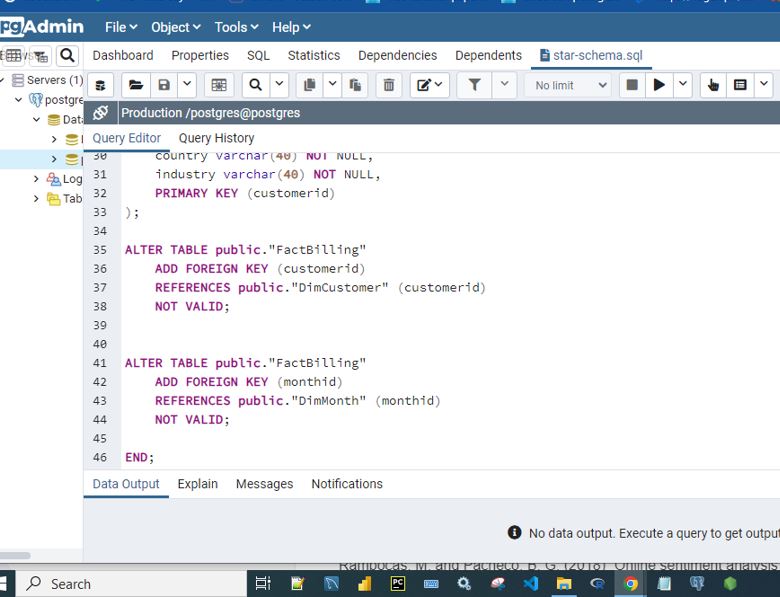 pgAdmin File Object Tools Help
Dashboard Properties SQL Statistics Dependencies Dependents star-schema.sql
Servers (1)
postgre
Data
Log
Tab
No limit
Production /postgres@postgres
Query Editor Query History
30 country varchar(40) NOT NULL,
31 industry varchar(40) NOT NULL,
32 PRIMARY KEY (customerid)
33 );
34
35 ALTER TABLE public."FactBilling"
36 ADD FOREIGN KEY (customerid)
37 REFERENCES public."DimCustomer" (customerid)
38 NOT VALID;
39
40
41 ALTER TABLE public."FactBilling"
42 ADD FOREIGN KEY (monthid)
43 REFERENCES public."DimMonth" (monthid)
44 NOT VALID;
45
46 END;
Data Output Explain Messages Notifications
No data output. Execute a query to get output
Rambocas, M. and Pacheco, B. G. (2018) Online sentiment analysis
Search